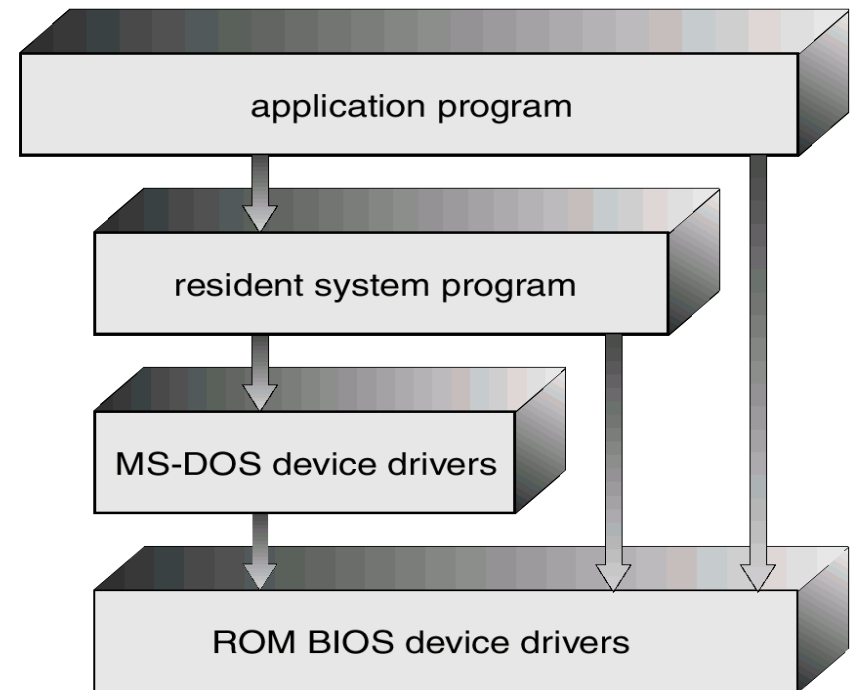 application program
resident system program
MS-DOS device drivers
ROM BIOS device drivers